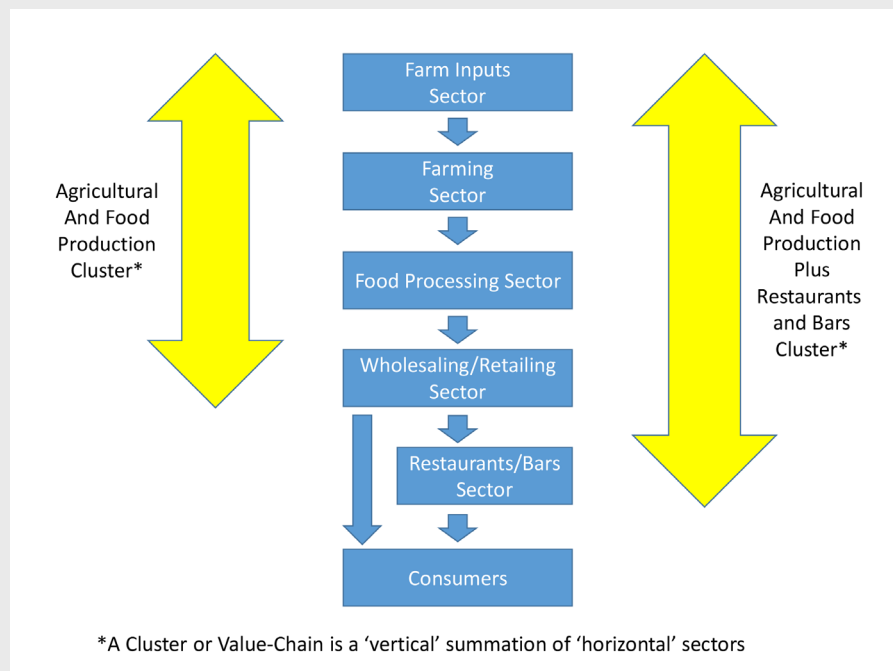 Farm Inputs
Sector
Farming
Sector
Food Processing Sector
Wholesaling/Retailing
Sector
Restaurants/Bars
Sector
Consumers
Agricultural
And Food
Production
Cluster*
Agricultural
And Food
Production
Plus
Restaurants
and Bars
Cluster*
*A Cluster or Value-Chain is a ‘vertical’ summation of ‘horizontal’ sectors